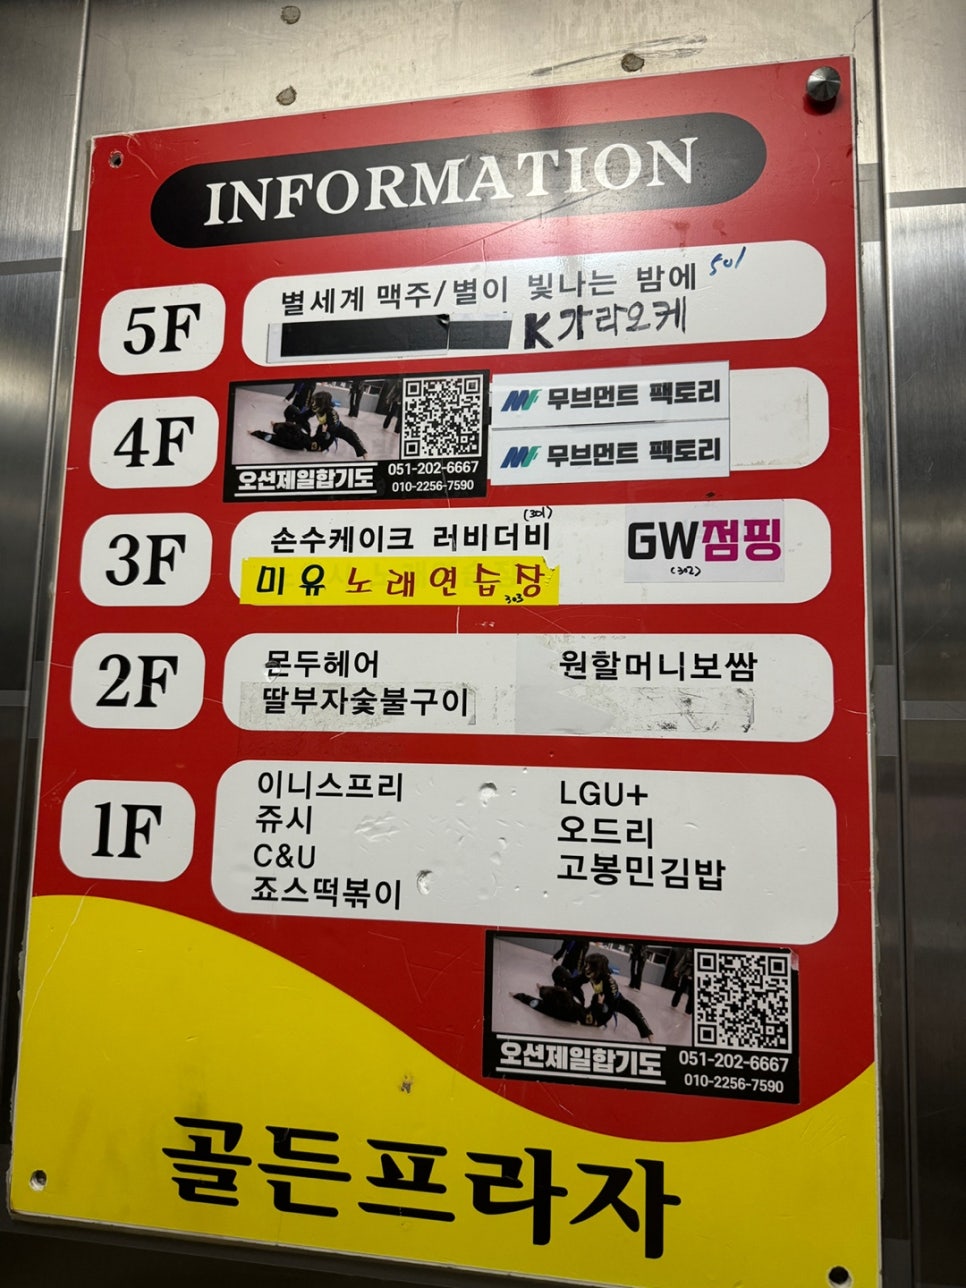 INFORMATION
5F
별세계 맥주/별이 빛나는 밤에 501
K가라오케
4F
오션제일합기도
051-202-6667
010-2256-7590
무브먼트 팩토리
무브먼트 팩토리
3F
손수케이크 러비더비 (301)
미유노래연습장 303
GW점핑
(302)
2F
몬두헤어
원할머니보쌈
딸부자숯불구이
1F
이니스프리
쥬시
C&U
죠스떡볶이
LGU+
오드리
고봉민김밥
오션제일합기도
051-202-6667
010-2256-7590
골든프라자